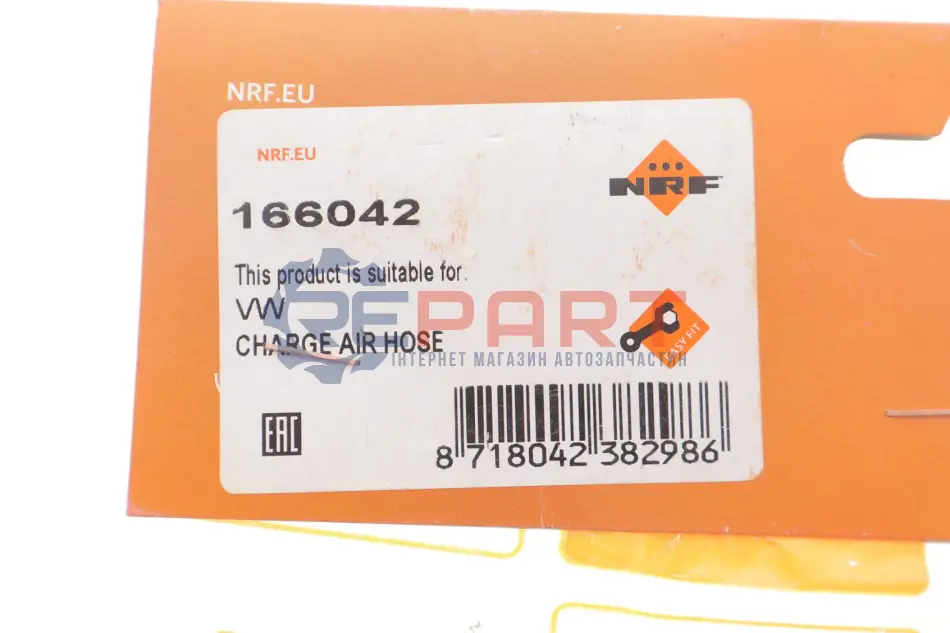 NRF.EU
NRF.EU
NRF
166042
This product is suitable for:
VW
CHARGE AIR HOSE
REPART
ІНТЕРНЕТ МАГАЗИН АВТОЗАПЧАСТИН
EASY FIT
EAC
8 718042 382986